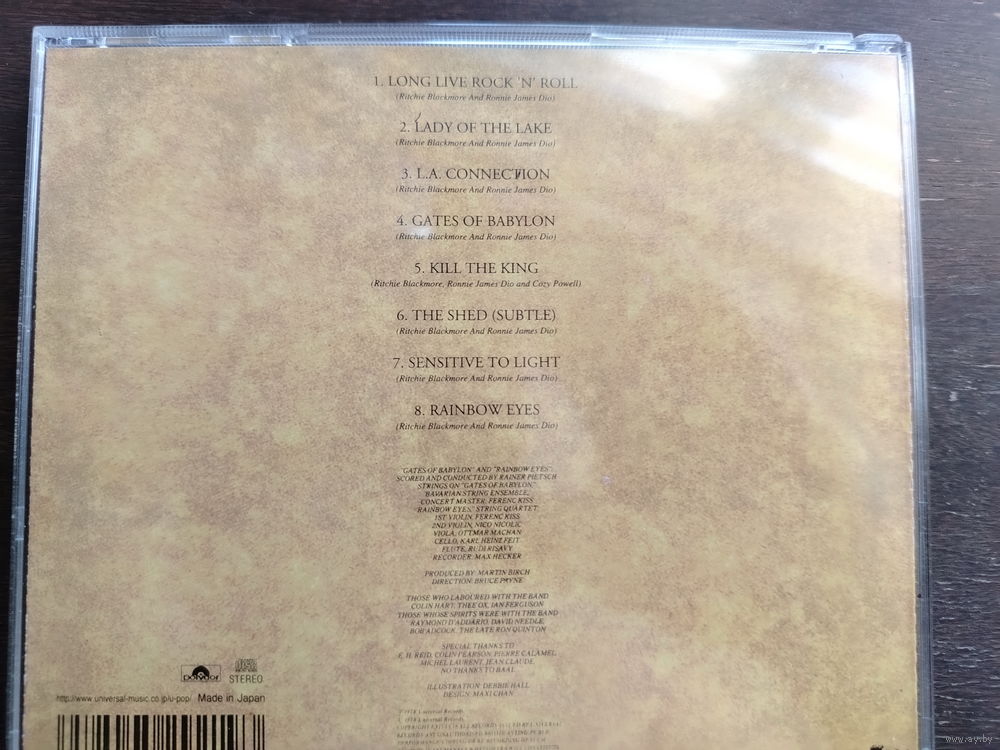 1. LONG LIVE ROCK 'N' ROLL
(Ritchie Blackmore And Ronnie James Dio)
2. LADY OF THE LAKE
(Ritchie Blackmore And Ronnie James Dio)
3. L.A. CONNECTION
(Ritchie Blackmore And Ronnie James Dio)
4. GATES OF BABYLON
(Ritchie Blackmore And Ronnie James Dio)
5. KILL THE KING
(Ritchie Blackmore, Ronnie James Dio and Cozy Powell)
6. THE SHED (SUBTLE)
(Ritchie Blackmore And Ronnie James Dio)
7. SENSITIVE TO LIGHT
(Ritchie Blackmore And Ronnie James Dio)
8. RAINBOW EYES
(Ritchie Blackmore And Ronnie James Dio)
"GATES OF BABYLON" AND "RAINBOW EYES":
SCORED AND CONDUCTED BY RAINER PIETSCH
STRINGS ON "GATES OF BABYLON:"
BAVARIAN STRING ENSEMBLE,
CONCERT MASTER: FERENC KISS
"RAINBOW EYES" STRING QUARTET
1ST VIOLIN, FERENC KISS
2ND VIOLIN, NICO NICOLIC
VIOLA, OTTMAR MACHAN
CELLO, KARL HEINZ FEIT
FLUTE, RUDI RISAVY
RECORDER: MAX HECKER
PRODUCED BY: MARTIN BIRCH
DIRECTION: BRUCE PAYNE
THOSE WHO LABOURED WITH THE BAND
COLIN HART, THEE OX, IAN FERGUSON
THOSE WHOSE SPIRITS WERE WITH THE BAND
RAYMOND D'ADDARIO, DAVID NEEDLE,
BOB ADCOCK, THE LATE RON QUINTON
SPECIAL THANKS TO
E. H. REID, COLIN PEARSON, PIERRE CALAMEL,
MICHEL LAURENT, JEAN CLAUDE,
NO THANKS TO BAAL
ILLUSTRATION: DEBBIE HALL
DESIGN: MAXI CHAN
polydor
STEREO
http://www.universal-music.co.jp/u-pop/ Made in Japan
1978 Universal Records
www.ay.by